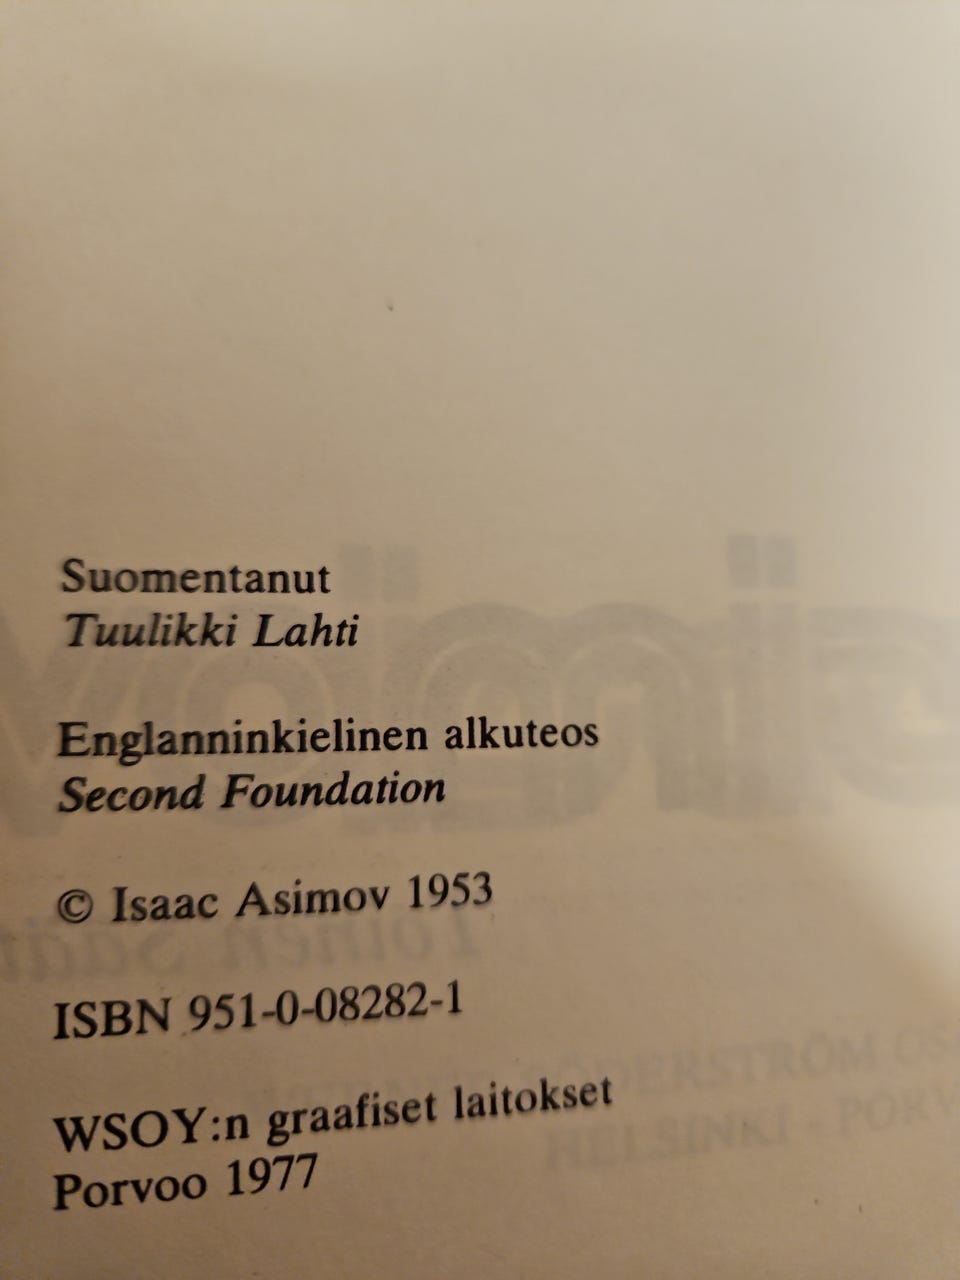 Suomentanut
Tuulikki Lahti
Englanninkielinen alkuteos
Second Foundation
© Isaac Asimov 1953
ISBN 951-0-08282-1
WSOY:n graafiset laitokset
Porvoo 1977